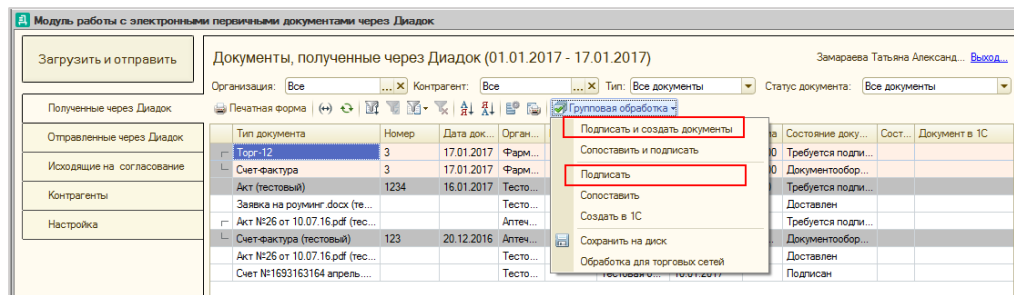 Модуль работы с электронными первичными документами через Диадок
Загрузить и отправить
Документы, полученные через Диадок (01.01.2017 - 17.01.2017)
Замараева Татьяна Александ... Выход...
Организация: Все ... × Контрагент: Все ... × Тип: Все документы Статус документа: Все документы
Полученные через Диадок
Печатная форма
Групповая обработка
Отправленные через Диадок
Исходящие на согласование
Контрагенты
Настройка
Тип документа Номер Дата док... Орган... Состояние доку... Сост... Документ в 1С
Торг-12 3 17.01.2017 Фарм... Требуется подпи...
Счет-фактура 3 17.01.2017 Фарм... Документообор...
Акт (тестовый) 1234 16.01.2017 Тесто... Требуется подпи...
Заявка на роуминг.docx (те... Тесто... Доставлен
Акт №26 от 10.07.16.pdf (тес... Аптеч... Требуется подпи...
Счет-фактура (тестовый) 123 20.12.2016 Аптеч... Документообор...
Акт №26 от 10.07.16.pdf (тес... Тесто... Доставлен
Счет №1693163164 апрель.... Тесто... Подписан
Подписать и создать документы
Сопоставить и подписать
Подписать
Сопоставить
Создать в 1С
Сохранить на диск
Обработка для торговых сетей